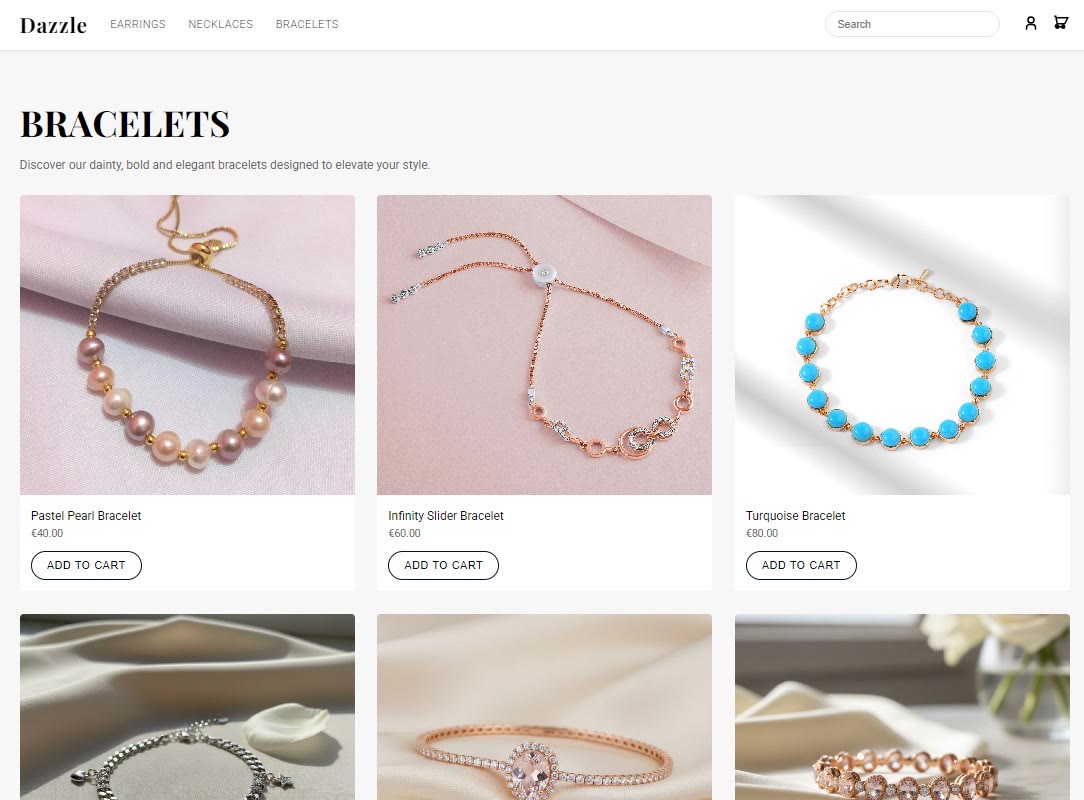 Dazzle EARRINGS NECKLACES BRACELETS Search
BRACELETS
Discover our dainty, bold and elegant bracelets designed to elevate your style.
Pastel Pearl Bracelet
€40.00
ADD TO CART
Infinity Slider Bracelet
€60.00
ADD TO CART
Turquoise Bracelet
€80.00
ADD TO CART